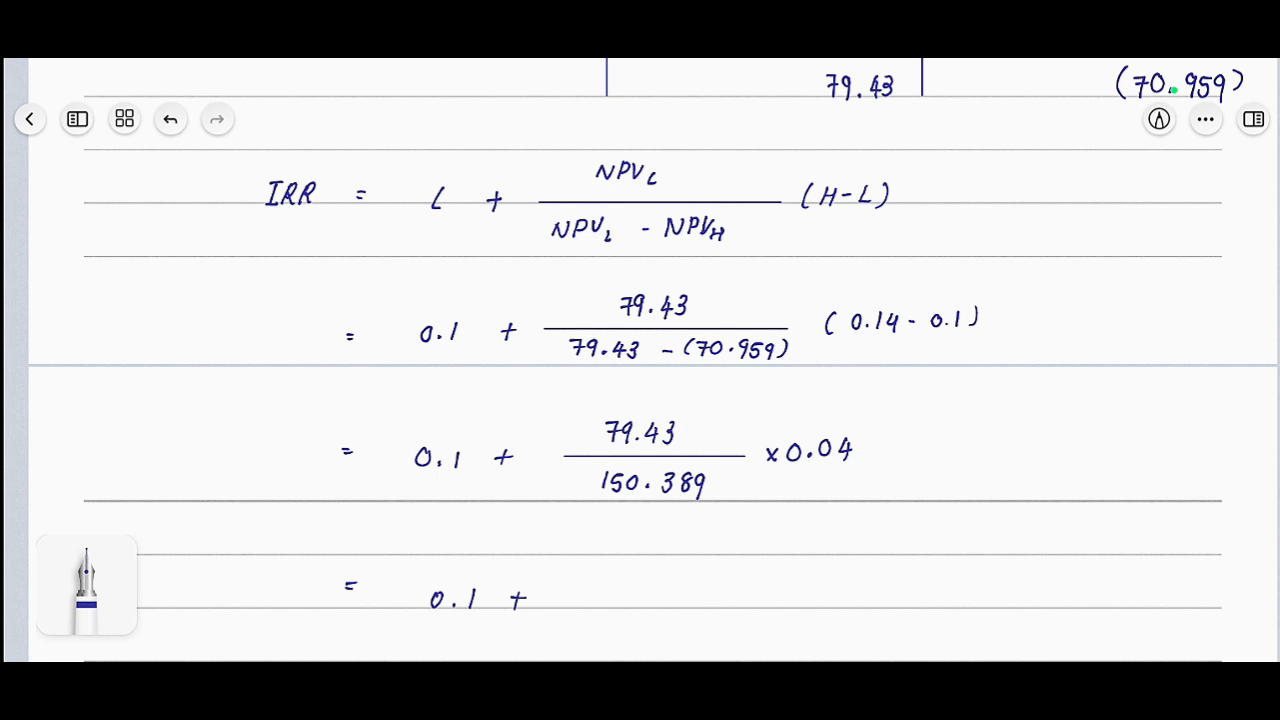 79.43 (70.959)
IRR = L + NPV_L / (NPV_L - NPV_H) (H-L)
= 0.1 + 79.43 / (79.43 - (70.959)) (0.14 - 0.1)
= 0.1 + 79.43 / 150.389 × 0.04
= 0.1 +